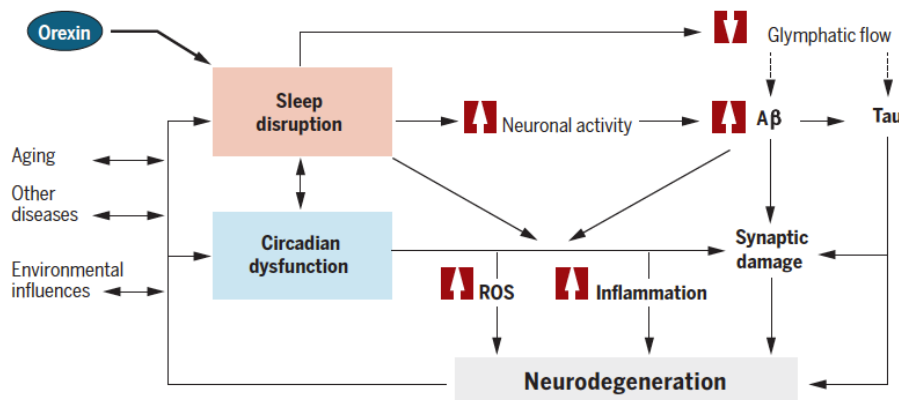 Orexin
Glymphatic flow
Sleep
disruption
Neuronal activity
Aβ
Tau
Aging
Other
diseases
Circadian
dysfunction
Synaptic
damage
Environmental
influences
ROS
Inflammation
Neurodegeneration